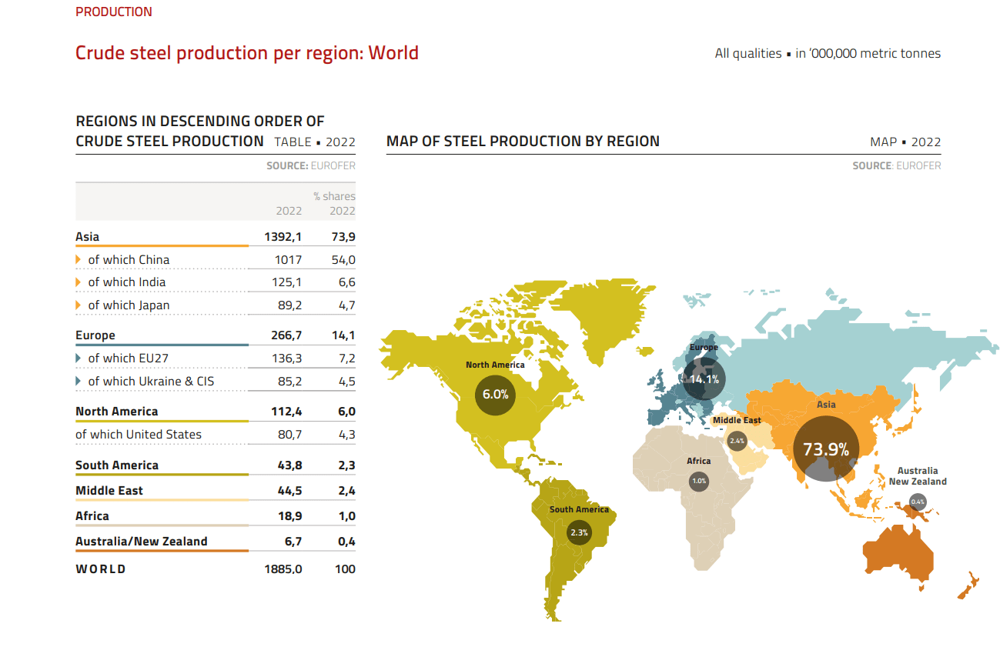 PRODUCTION
Crude steel production per region: World
All qualities ▪ in ‘000,000 metric tonnes
REGIONS IN DESCENDING ORDER OF
CRUDE STEEL PRODUCTION TABLE ▪ 2022
SOURCE: EUROFER
% shares
2022 2022
Asia 1392,1 73,9
of which China 1017 54,0
of which India 125,1 6,6
of which Japan 89,2 4,7
Europe 266,7 14,1
of which EU27 136,3 7,2
of which Ukraine & CIS 85,2 4,5
North America 112,4 6,0
of which United States 80,7 4,3
South America 43,8 2,3
Middle East 44,5 2,4
Africa 18,9 1,0
Australia/New Zealand 6,7 0,4
WORLD 1885,0 100
MAP OF STEEL PRODUCTION BY REGION MAP ▪ 2022
SOURCE: EUROFER
Europe
14.1%
North America
6.0%
Asia
73.9%
Middle East
2.4%
Africa
1.0%
Australia
New Zealand
0.4%
South America
2.3%